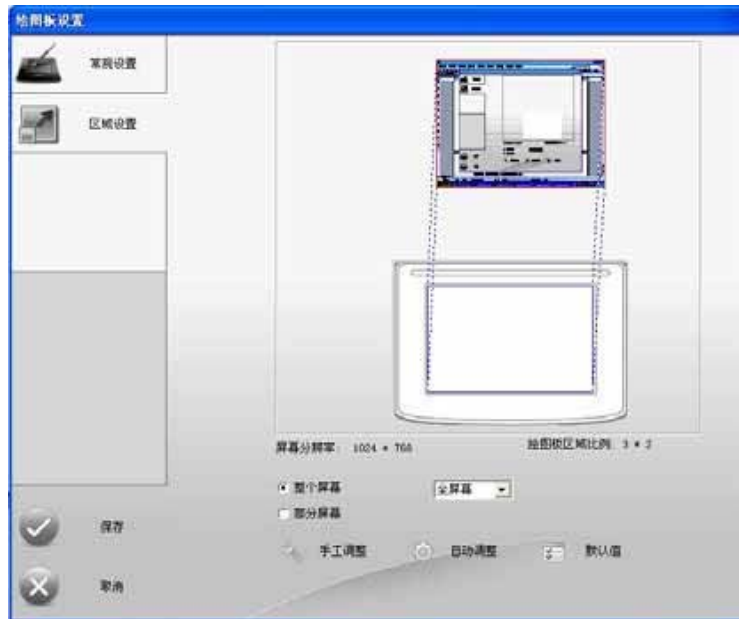 绘图板设置
常规设置
区域设置
屏幕分辨率: 1024 * 768
绘图板区域比例: 3 * 2
整个屏幕
全屏幕
部分屏幕
手工调整
自动调整
默认值
保存
取消